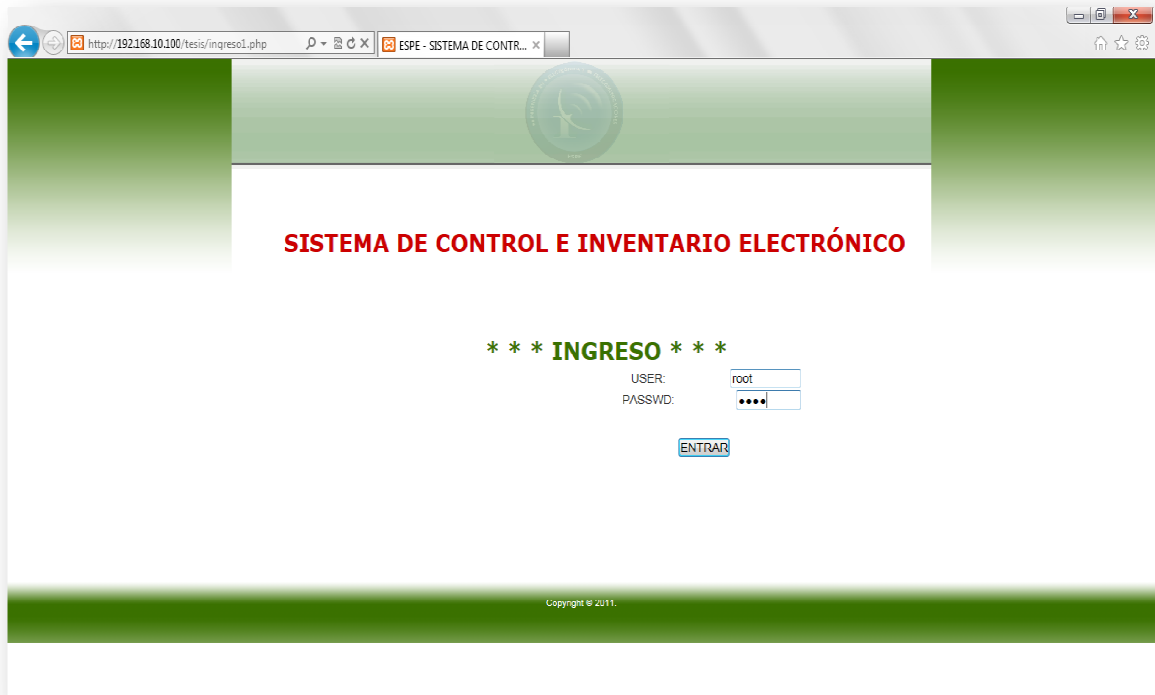 http://192.168.10.100/tesis/ingreso1.php
ESPE - SISTEMA DE CONTR...
SISTEMA DE CONTROL E INVENTARIO ELECTRÓNICO
* * * INGRESO * * *
USER: root
PASSWD: ••••
ENTRAR
Copyright © 2011.